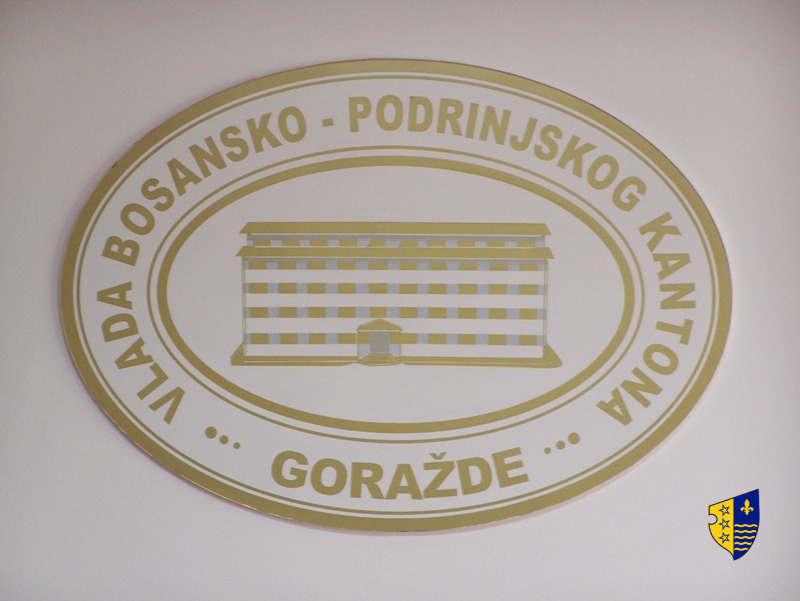 VLADA BOSANSKO - PODRINJSKOG KANTONA
GORAŽDE